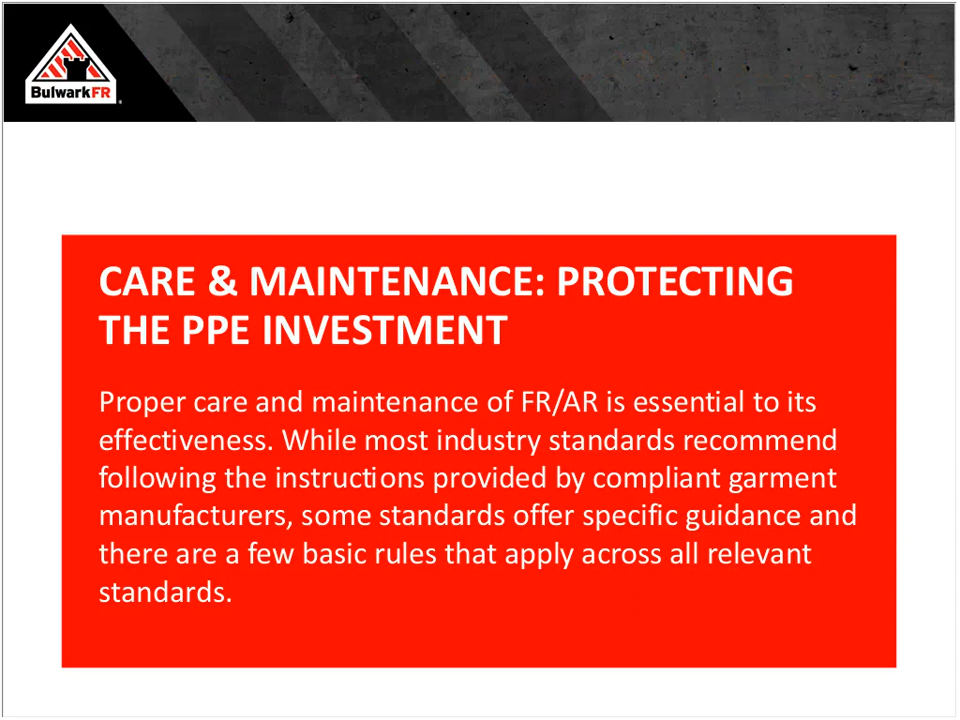 BulwarkFR
CARE & MAINTENANCE: PROTECTING
THE PPE INVESTMENT
Proper care and maintenance of FR/AR is essential to its
effectiveness. While most industry standards recommend
following the instructions provided by compliant garment
manufacturers, some standards offer specific guidance and
there are a few basic rules that apply across all relevant
standards.